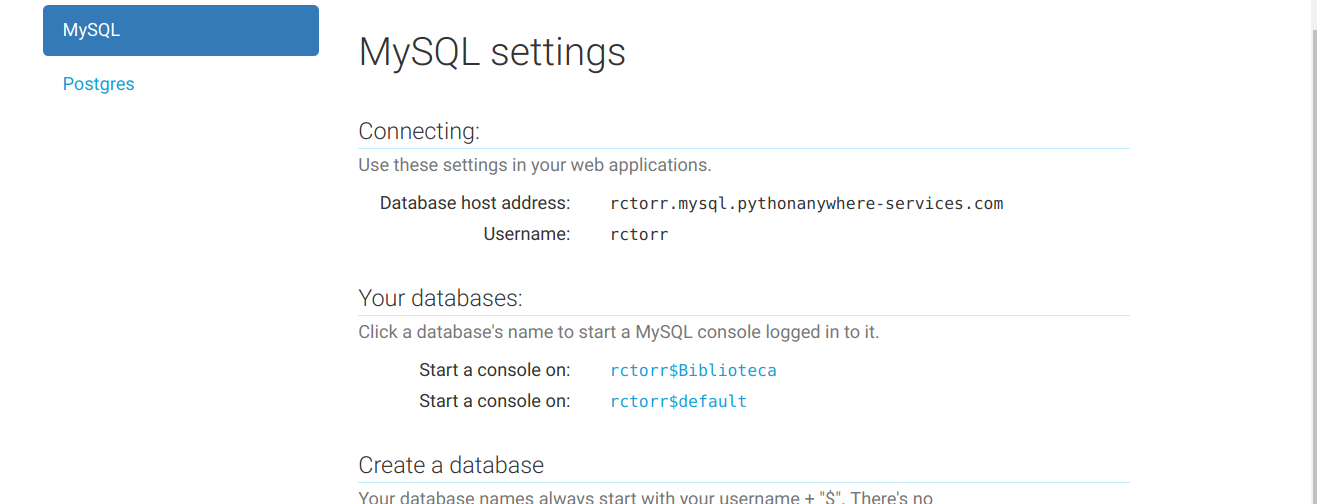 MySQL
Postgres
MySQL settings
Connecting:
Use these settings in your web applications.
Database host address: rctorr.mysql.pythonanywhere-services.com
Username: rctorr
Your databases:
Click a database's name to start a MySQL console logged in to it.
Start a console on: rctorr$Biblioteca
Start a console on: rctorr$default
Create a database
Your database names always start with your username + "$". There's no